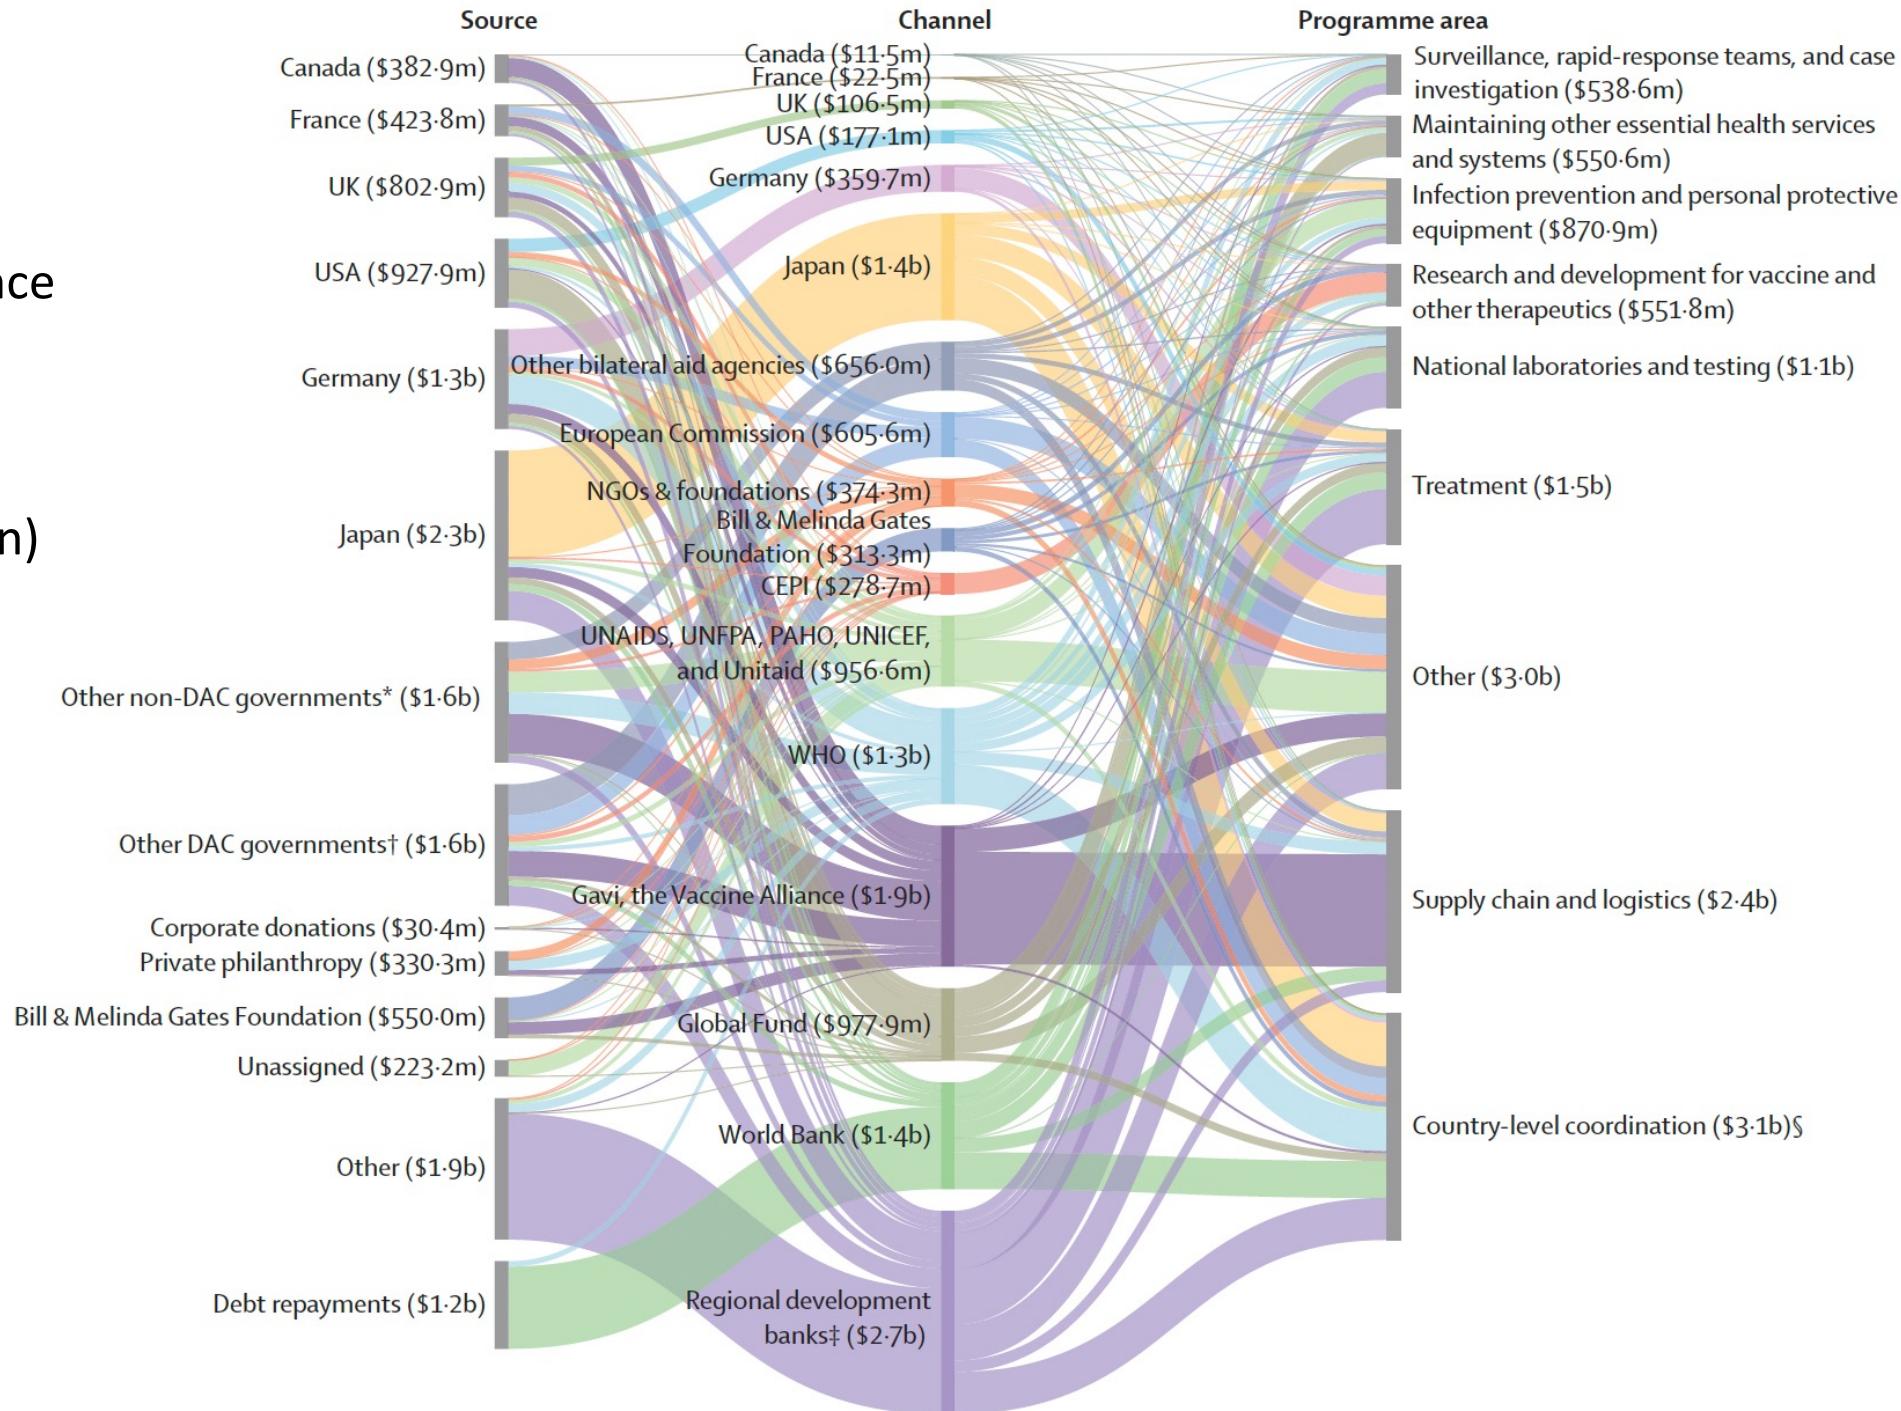 Source
Channel
Programme area
nce
n)
Canada ($382·9m)
France ($423·8m)
UK ($802·9m)
USA ($927·9m)
Germany ($1·3b)
Japan ($2·3b)
Other non-DAC governments* ($1·6b)
Other DAC governments† ($1·6b)
Corporate donations ($30·4m)
Private philanthropy ($330·3m)
Bill & Melinda Gates Foundation ($550·0m)
Unassigned ($223·2m)
Other ($1·9b)
Debt repayments ($1·2b)
Canada ($11·5m)
France ($22·5m)
UK ($106·5m)
USA ($177·1m)
Germany ($359·7m)
Japan ($1·4b)
Other bilateral aid agencies ($656·0m)
European Commission ($605·6m)
NGOs & foundations ($374·3m)
Bill & Melinda Gates
Foundation ($313·3m)
CEPI ($278·7m)
UNAIDS, UNFPA, PAHO, UNICEF,
and Unitaid ($956·6m)
WHO ($1·3b)
Gavi, the Vaccine Alliance ($1·9b)
Global Fund ($977·9m)
World Bank ($1·4b)
Regional development
banks‡ ($2·7b)
Surveillance, rapid-response teams, and case
investigation ($538·6m)
Maintaining other essential health services
and systems ($550·6m)
Infection prevention and personal protective
equipment ($870·9m)
Research and development for vaccine and
other therapeutics ($551·8m)
National laboratories and testing ($1·1b)
Treatment ($1·5b)
Other ($3·0b)
Supply chain and logistics ($2·4b)
Country-level coordination ($3·1b)§